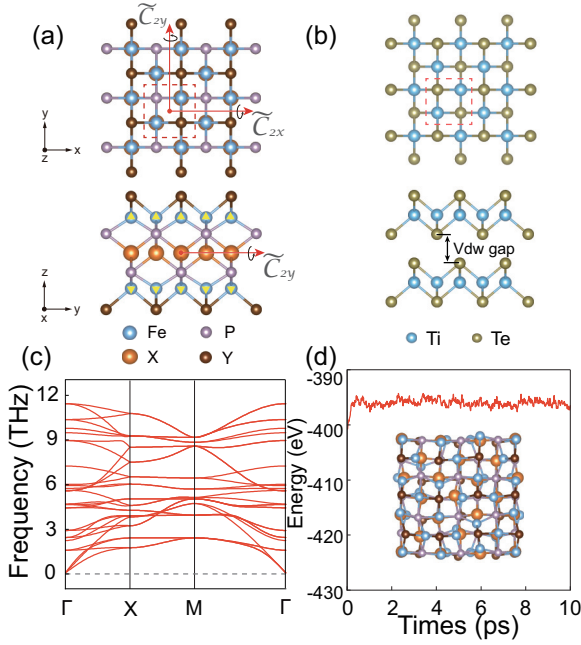 (a)
C̃2y
C̃2x
y
z
x
C̃2y
z
x
y
Fe
P
X
Y
(b)
Vdw gap
Ti
Te
(c)
Frequency (THz)
12
9
6
3
0
Γ
X
M
Γ
(d)
Energy (eV)
-390
-400
-410
-420
-430
0
2
4
6
8
10
Times (ps)